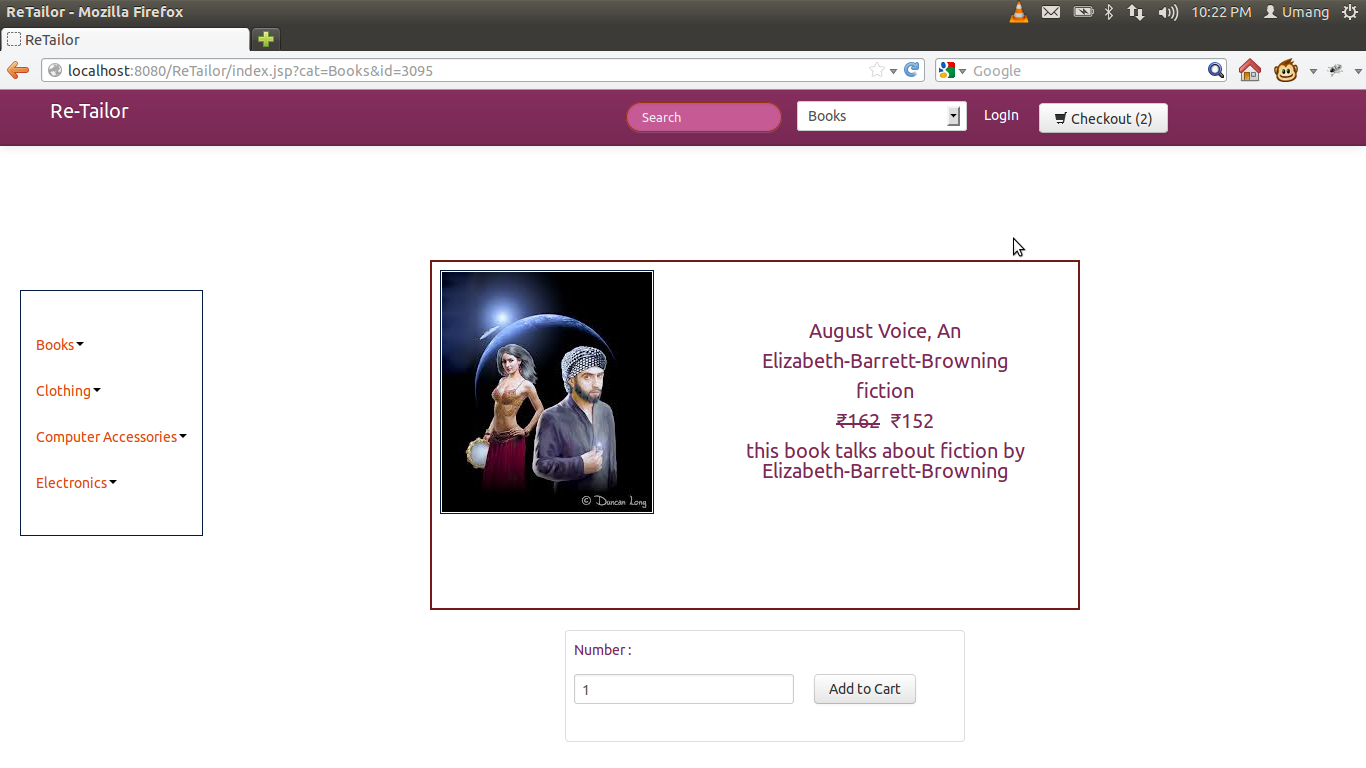 ReTailor - Mozilla Firefox
10:22 PM Umang
ReTailor
localhost:8080/ReTailor/index.jsp?cat=Books&id=3095
Google
Re-Tailor
Search
Books
LogIn
Checkout (2)
Books
Clothing
Computer Accessories
Electronics
© Duncan Long
August Voice, An
Elizabeth-Barrett-Browning
fiction
₹162 ₹152
this book talks about fiction by
Elizabeth-Barrett-Browning
Number :
1
Add to Cart